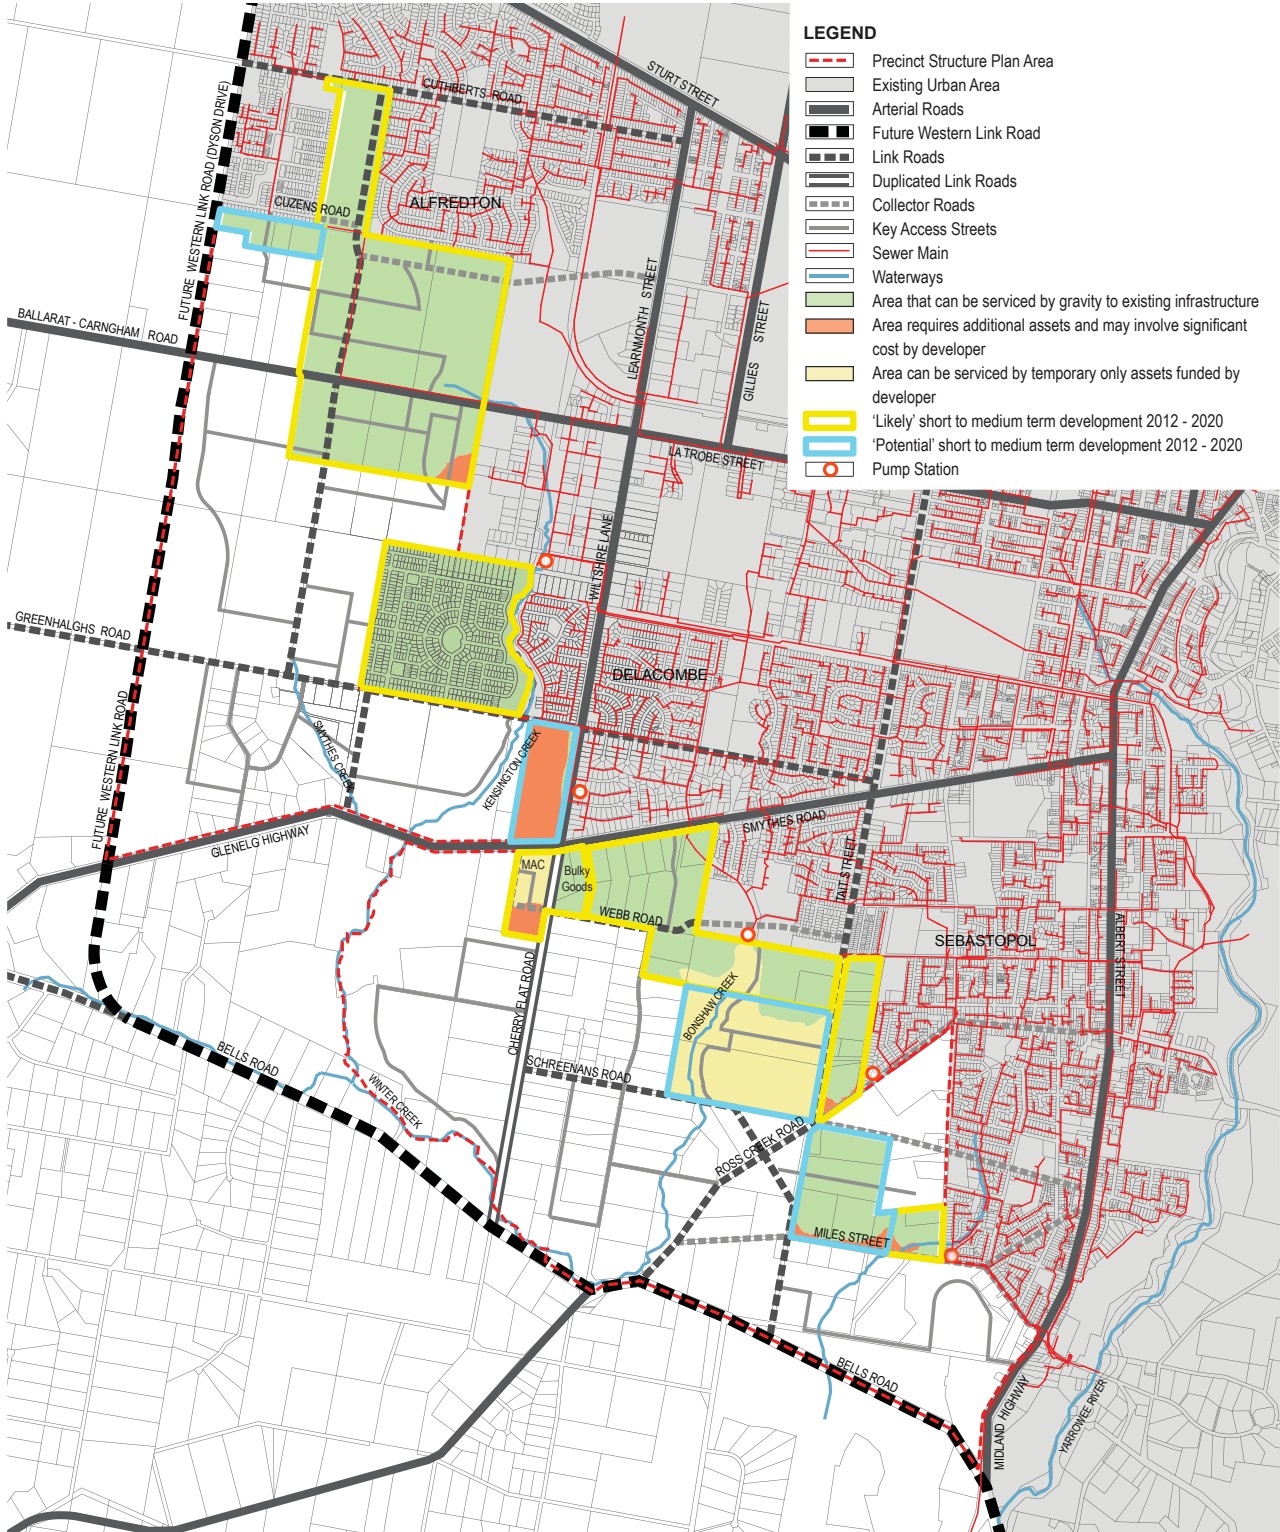 LEGEND
Precinct Structure Plan Area
Existing Urban Area
Arterial Roads
Future Western Link Road
Link Roads
Duplicated Link Roads
Collector Roads
Key Access Streets
Sewer Main
Waterways
Area that can be serviced by gravity to existing infrastructure
Area requires additional assets and may involve significant
cost by developer
Area can be serviced by temporary only assets funded by
developer
‘Likely’ short to medium term development 2012 - 2020
‘Potential’ short to medium term development 2012 - 2020
Pump Station
STURT STREET
CUTHBERTS ROAD
FUTURE WESTERN LINK ROAD (DYSON DRIVE)
CUZENS ROAD
ALFREDTON
BALLARAT - CARNGHAM ROAD
LEARNMONTH STREET
GILLIES STREET
LA TROBE STREET
WILTSHIRE LANE
GREENHALGHS ROAD
DELACOMBE
SMYTHES CREEK
KENSINGTON CREEK
FUTURE WESTERN LINK ROAD
GLENELG HIGHWAY
SMYTHES ROAD
MAC
Bulky
Goods
TAIT STREET
WEBB ROAD
SEBASTOPOL
ALBERT STREET
CHERRY FLAT ROAD
BONSHAW CREEK
BELLS ROAD
SCHREENANS ROAD
WINTER CREEK
ROSS CREEK ROAD
MILES STREET
BELLS ROAD
MIDLAND HIGHWAY
YARROWEE RIVER